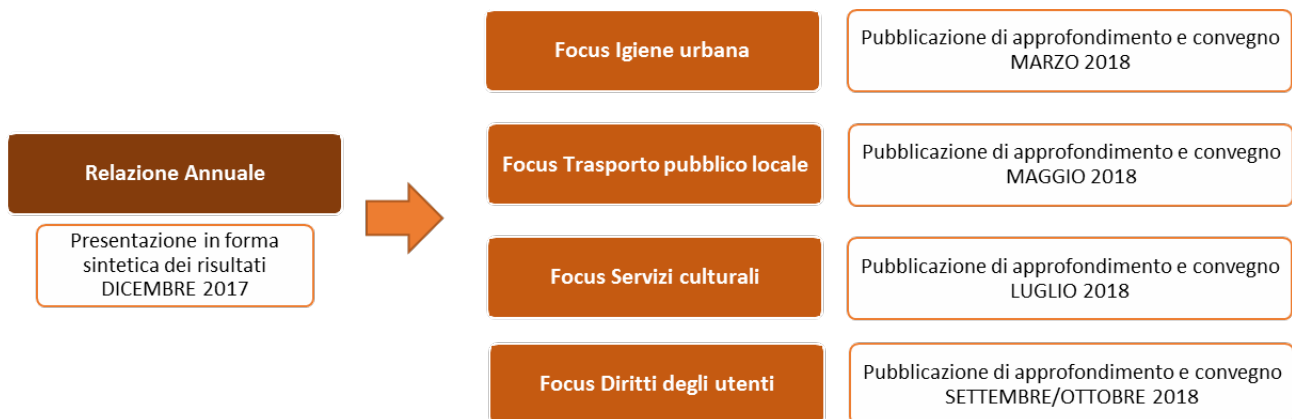 Relazione Annuale
Presentazione in forma
sintetica dei risultati
DICEMBRE 2017
Focus Igiene urbana
Pubblicazione di approfondimento e convegno
MARZO 2018
Focus Trasporto pubblico locale
Pubblicazione di approfondimento e convegno
MAGGIO 2018
Focus Servizi culturali
Pubblicazione di approfondimento e convegno
LUGLIO 2018
Focus Diritti degli utenti
Pubblicazione di approfondimento e convegno
SETTEMBRE/OTTOBRE 2018